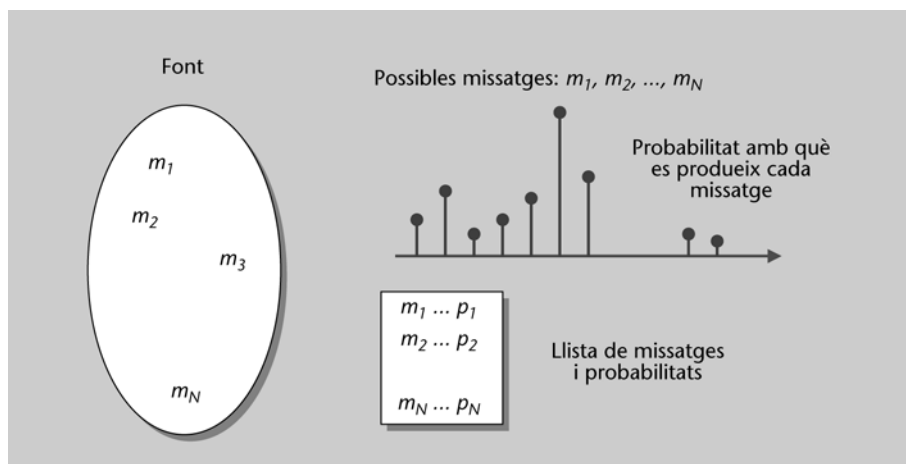 Font
m1
m2
m3
mN
Possibles missatges: m1, m2, ..., mN
Probabilitat amb què
es produeix cada
missatge
m1 ... p1
m2 ... p2
mN ... pN
Llista de missatges
i probabilitats